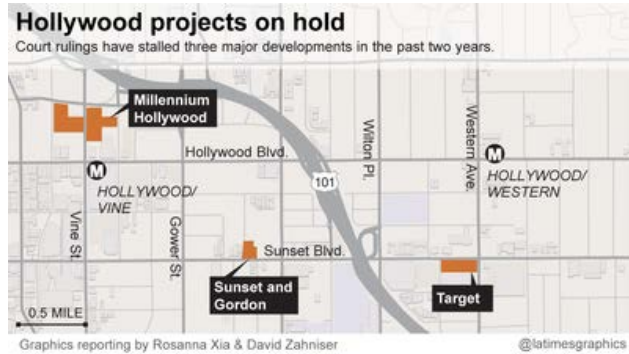 Hollywood projects on hold
Court rulings have stalled three major developments in the past two years.
Millennium
Hollywood
Hollywood Blvd.
M
HOLLYWOOD/
VINE
Vine St.
Gower St.
101
Wilton Pl.
Western Ave.
M
HOLLYWOOD/
WESTERN
Sunset Blvd.
Sunset and
Gordon
Target
0.5 MILE
Graphics reporting by Rosanna Xia & David Zahniser
@latimesgraphics